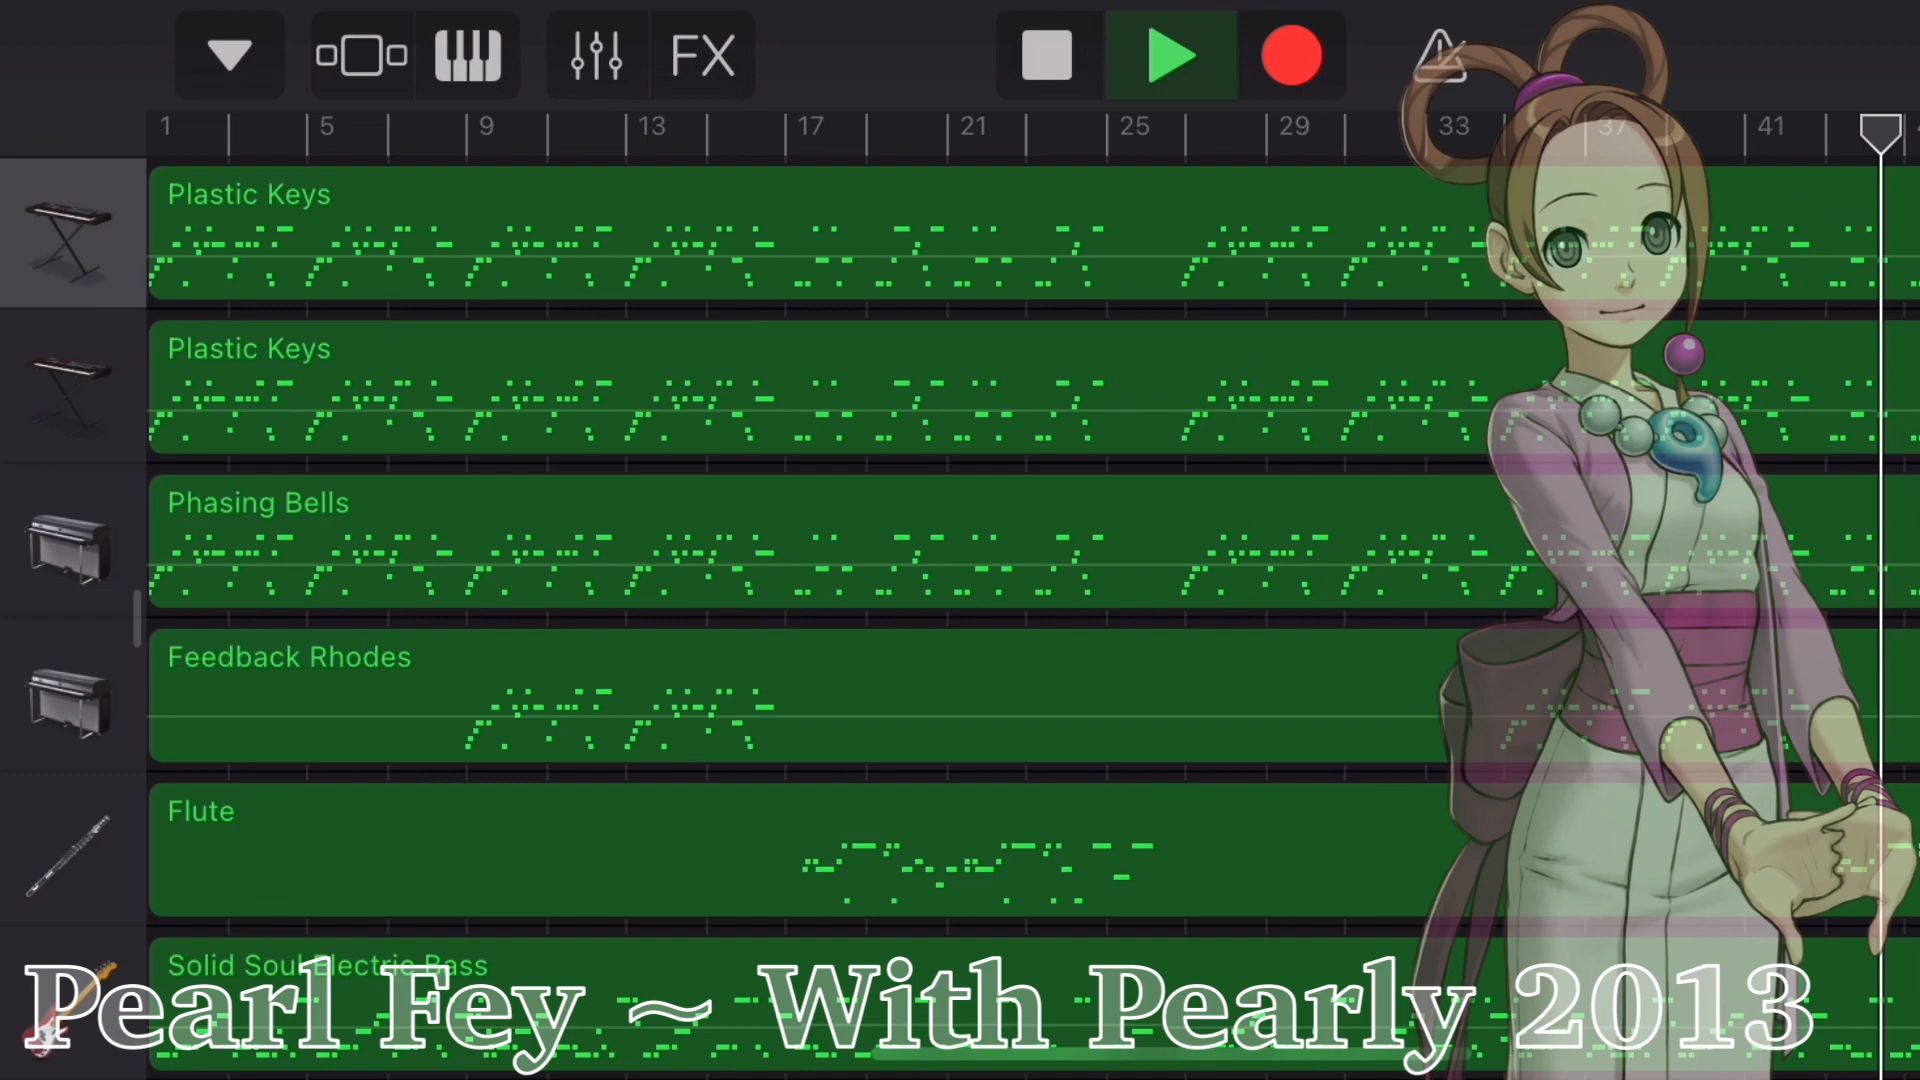 FX
1 5 9 13 17 21 25 29 33 37 41
Plastic Keys
Plastic Keys
Phasing Bells
Feedback Rhodes
Flute
Solid Soul Electric Bass
Pearl Fey ~ With Pearly 2013